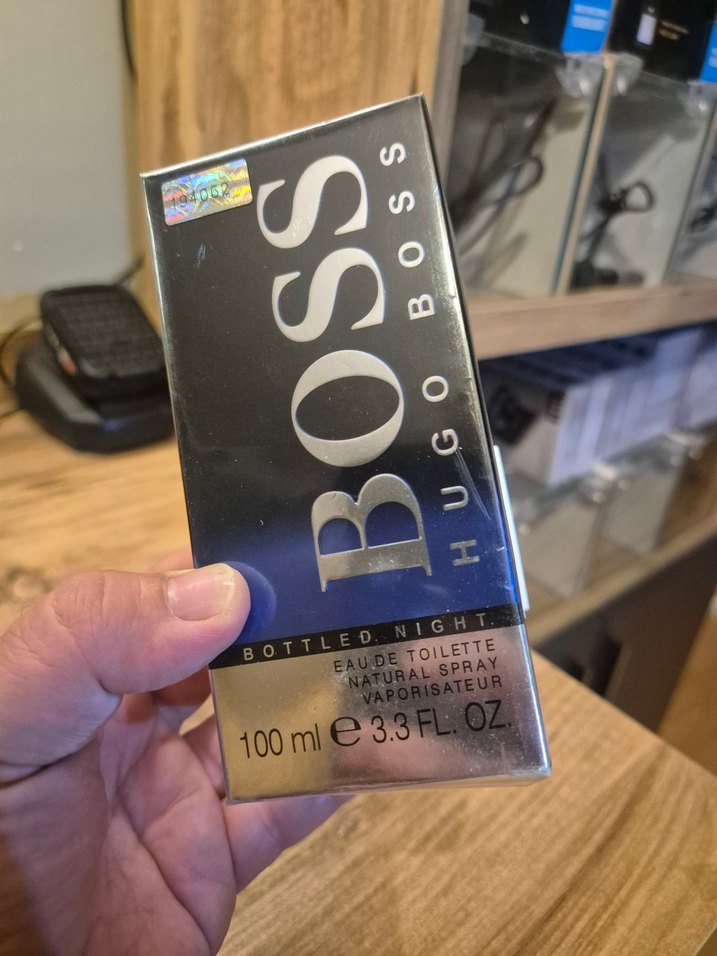 BOSS
HUGO BOSS
BOTTLED. NIGHT.
EAU DE TOILETTE
NATURAL SPRAY
VAPORISATEUR
100 ml e 3.3 FL. OZ.